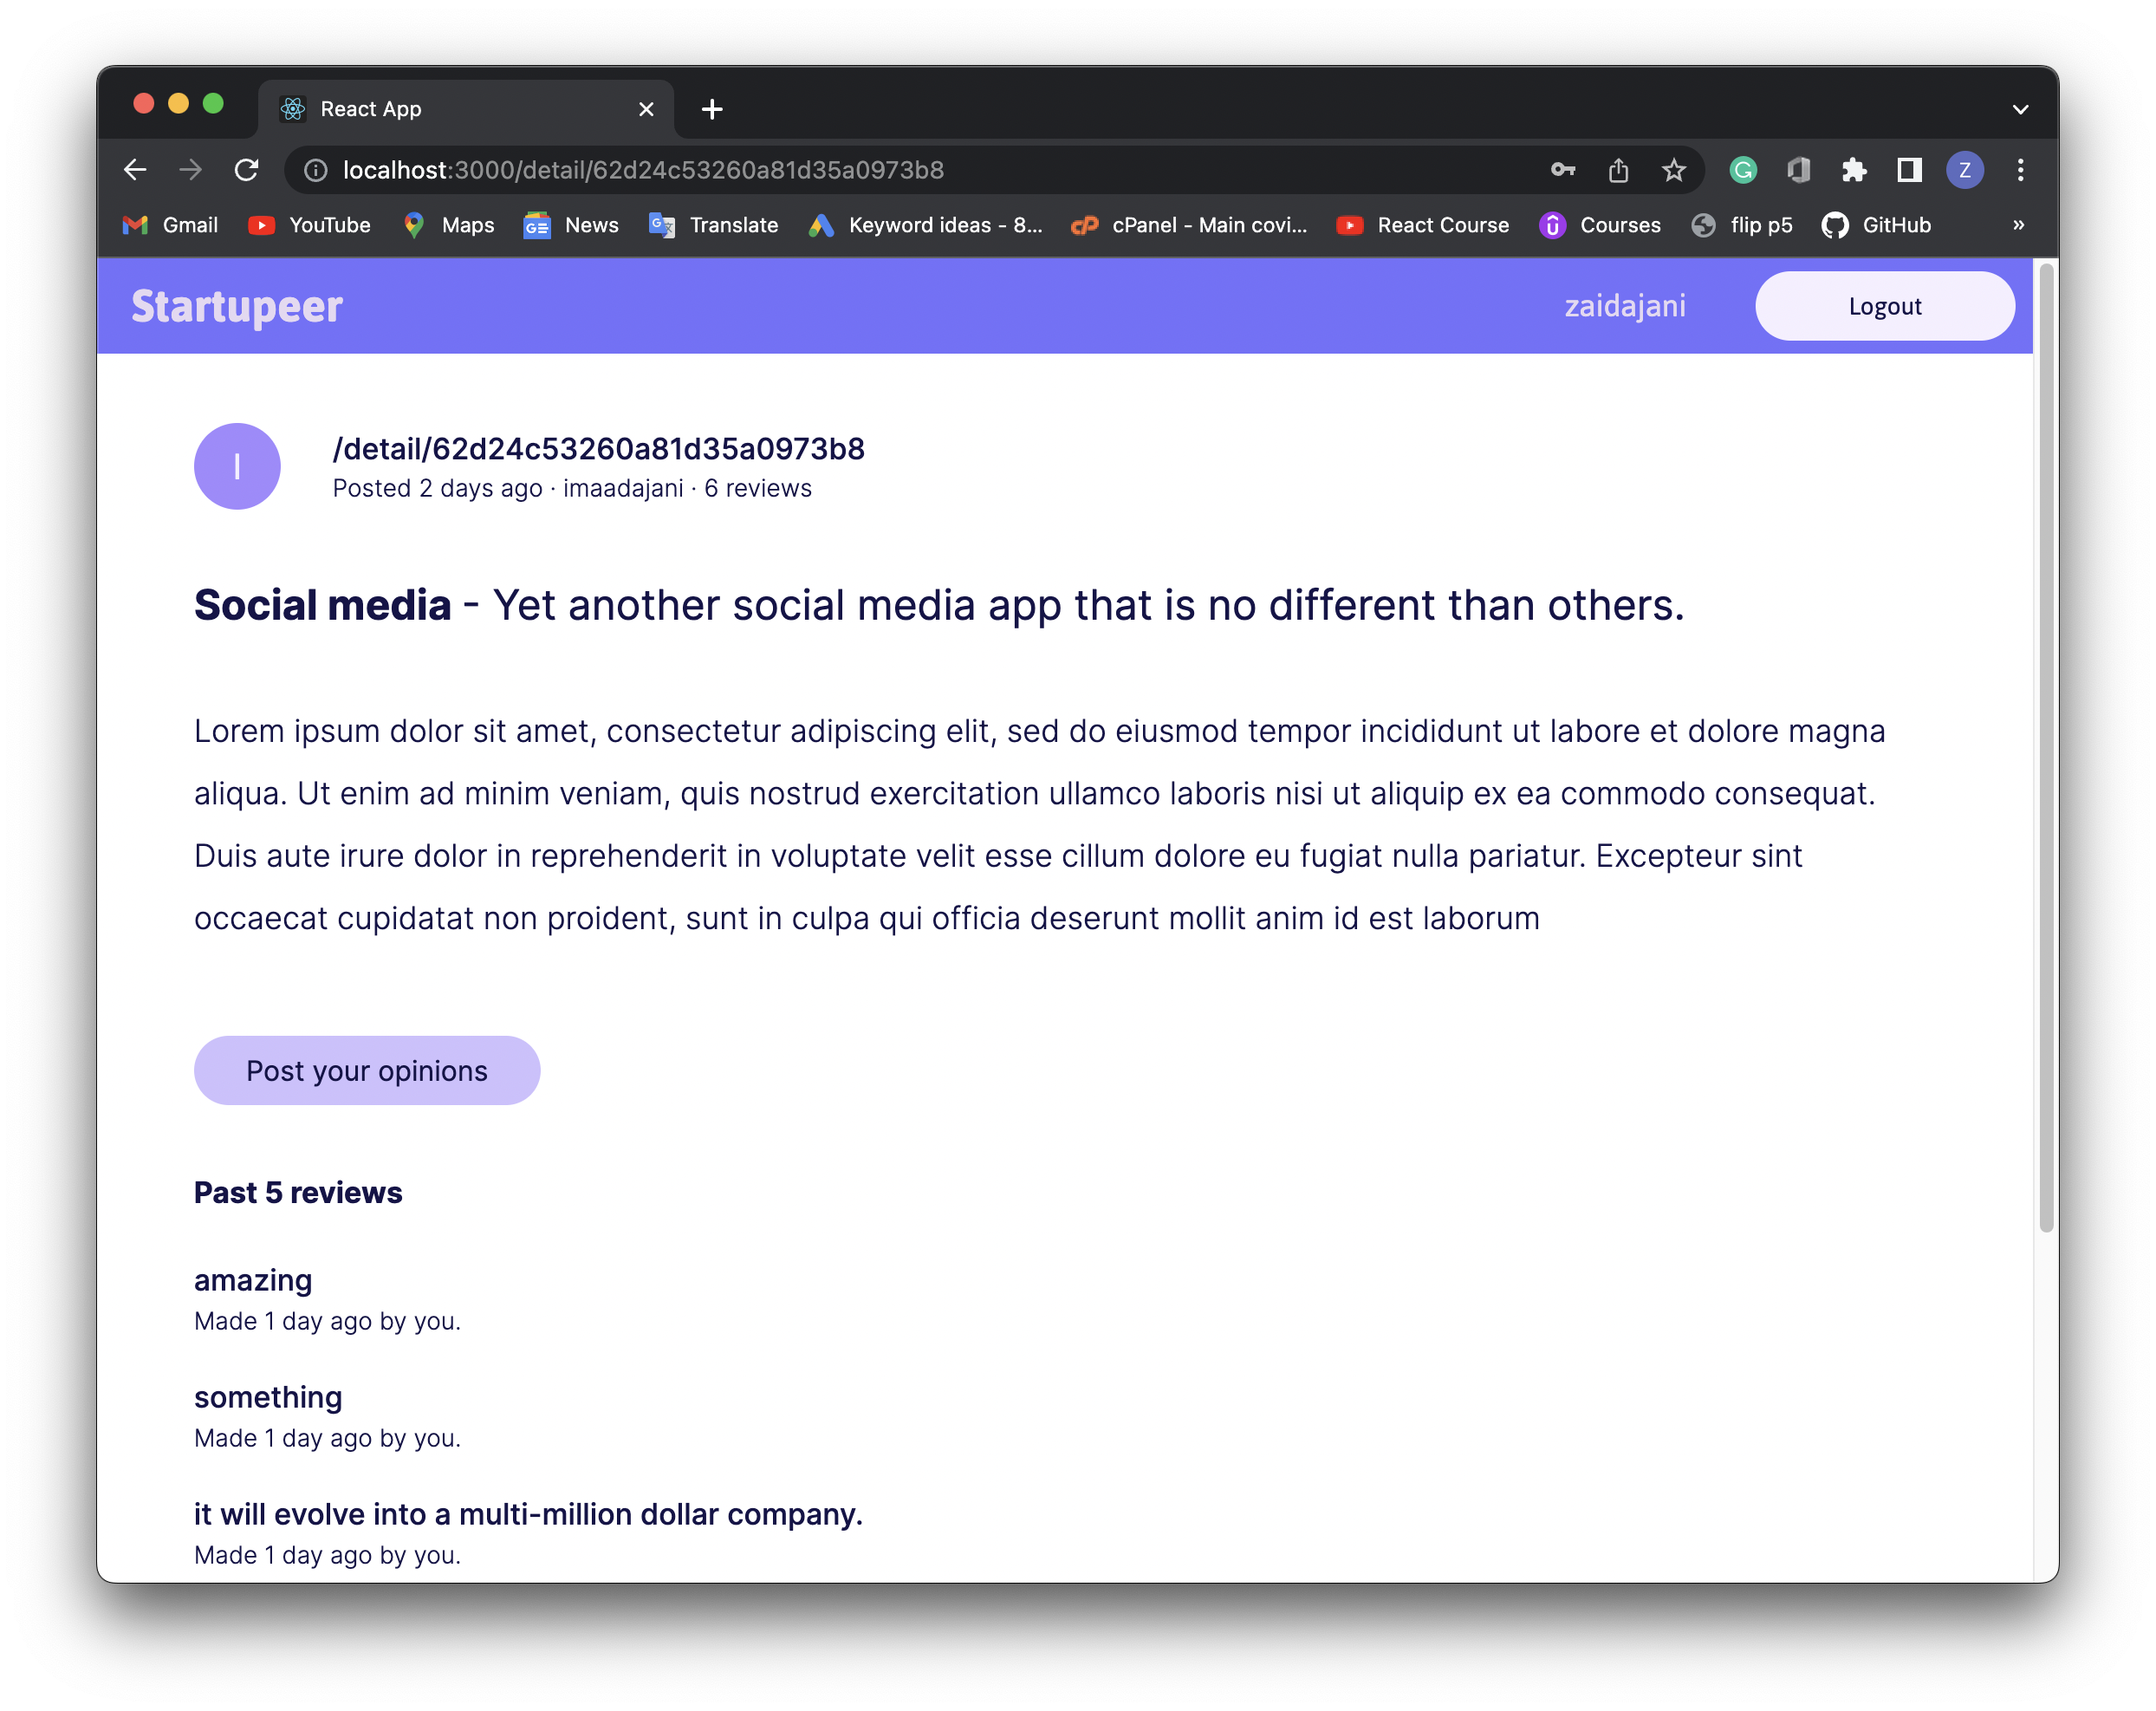 React App
localhost:3000/detail/62d24c53260a81d35a0973b8
Z
Gmail YouTube Maps News Translate Keyword ideas - 8... cPanel - Main covi... React Course Courses flip p5 GitHub »
Startupeer zaidajani Logout
I
/detail/62d24c53260a81d35a0973b8
Posted 2 days ago · imaadajani · 6 reviews
Social media - Yet another social media app that is no different than others.
Lorem ipsum dolor sit amet, consectetur adipiscing elit, sed do eiusmod tempor incididunt ut labore et dolore magna
aliqua. Ut enim ad minim veniam, quis nostrud exercitation ullamco laboris nisi ut aliquip ex ea commodo consequat.
Duis aute irure dolor in reprehenderit in voluptate velit esse cillum dolore eu fugiat nulla pariatur. Excepteur sint
occaecat cupidatat non proident, sunt in culpa qui officia deserunt mollit anim id est laborum
Post your opinions
Past 5 reviews
amazing
Made 1 day ago by you.
something
Made 1 day ago by you.
it will evolve into a multi-million dollar company.
Made 1 day ago by you.